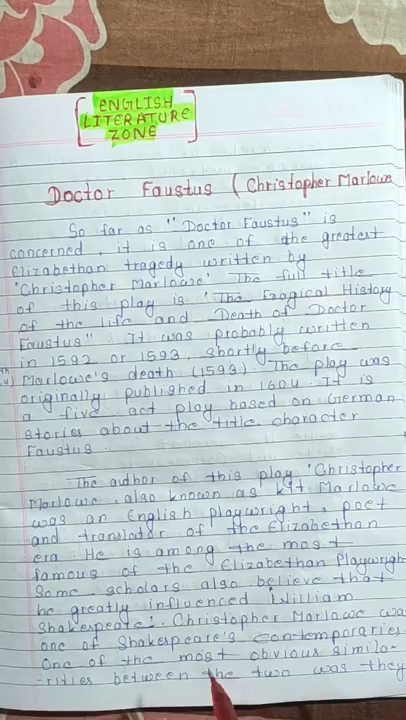 ENGLISH
LITERATURE
ZONE
Doctor Faustus (Christopher Marlowe
So far as "Doctor Faustus" is
concerned, it is one of the greatest
Elizabethan tragedy written by
'Christopher Marlowe' The full title
of this play is 'The Tragical History
of the life and Death of Doctor
Faustus" It was probably written
in 1592 or 1593, shortly before
Marlowe's death (1593) The play was
originally published in 1604. It is
a five act play based on German
stories about the title character
Faustus.
The author of this play 'Christopher
Marlowe, also known as kit Marlowe
was an English playwright, poet
and translator of the Elizabethan
era. He is among the most
famous of the Elizabethan Playwrigh
Some scholars also believe that
he greatly influenced William
Shakespeare. Christopher Marlowe was
one of Shakespeare's contemporaries
One of the most obvious simila-
-rities between the two was they